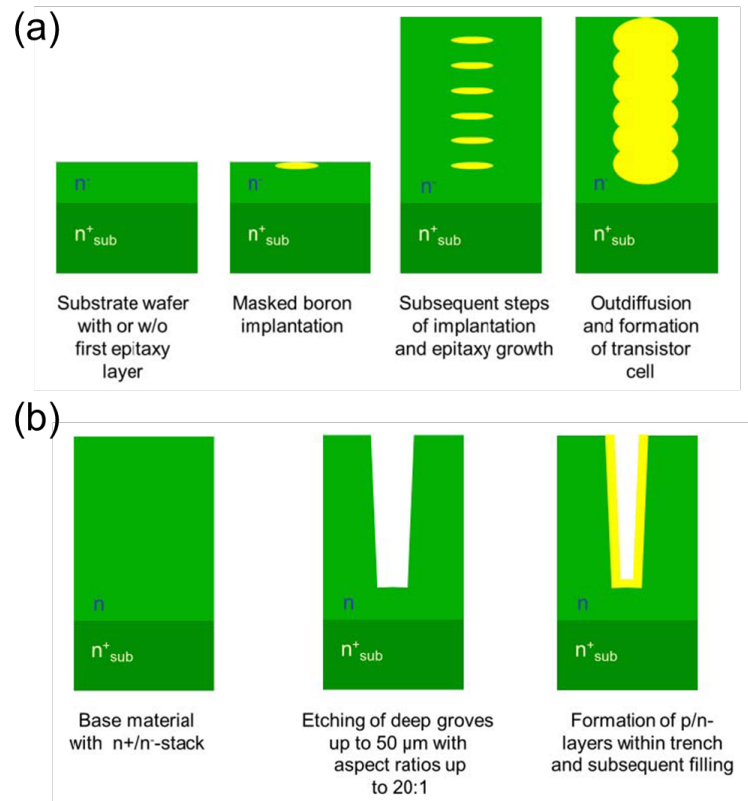 (a)
n⁻
n⁺sub
n⁻
n⁺sub
n⁻
n⁺sub
n⁻
n⁺sub
Substrate wafer
with or w/o
first epitaxy
layer
Masked boron
implantation
Subsequent steps
of implantation
and epitaxy growth
Outdiffusion
and formation
of transistor
cell
(b)
n
n⁺sub
n
n⁺sub
n
n⁺sub
Base material
with n+/n⁻-stack
Etching of deep groves
up to 50 µm with
aspect ratios up
to 20:1
Formation of p/n-
layers within trench
and subsequent filling